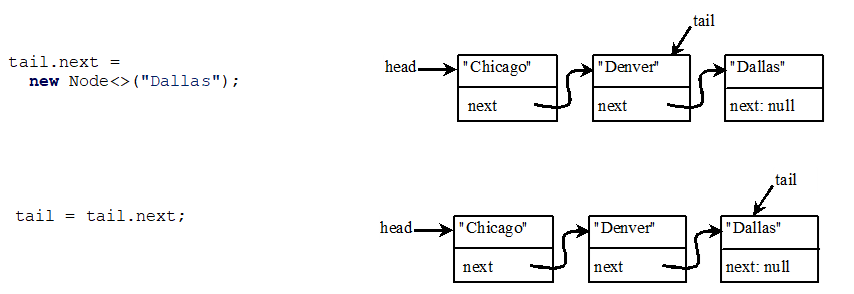 tail
tail.next =
new Node<>("Dallas");
head
"Chicago"
"Denver"
"Dallas"
next
next
next: null
tail
tail = tail.next;
head
"Chicago"
"Denver"
"Dallas"
next
next
next: null